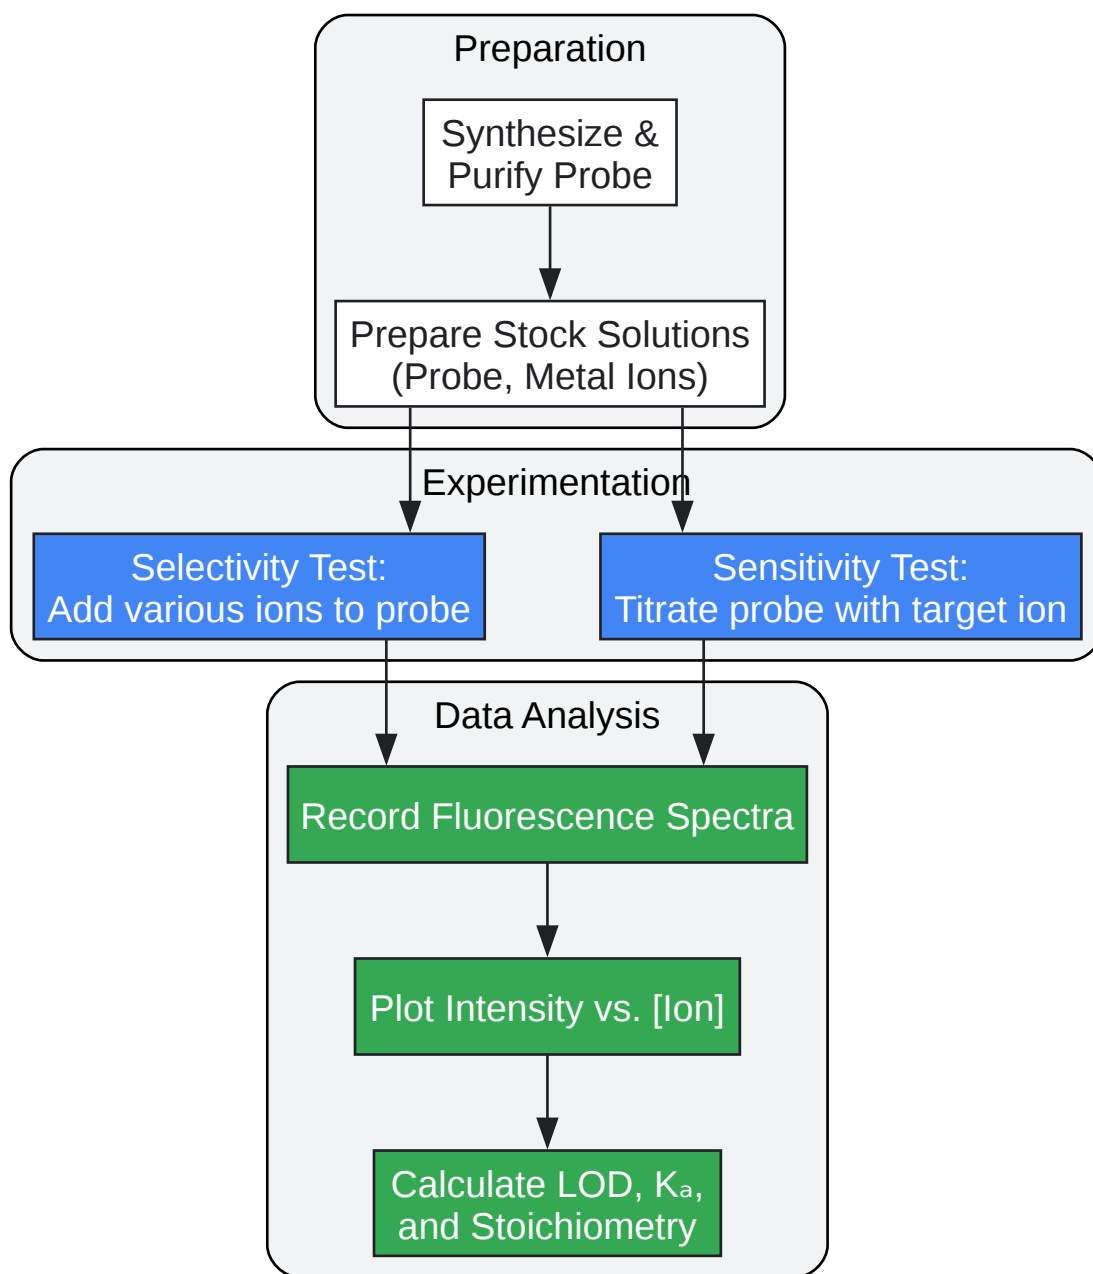 Preparation
Synthesize &
Purify Probe
Prepare Stock Solutions
(Probe, Metal Ions)
Experimentation
Selectivity Test:
Add various ions to probe
Sensitivity Test:
Titrate probe with target ion
Data Analysis
Record Fluorescence Spectra
Plot Intensity vs. [Ion]
Calculate LOD, Kₐ,
and Stoichiometry